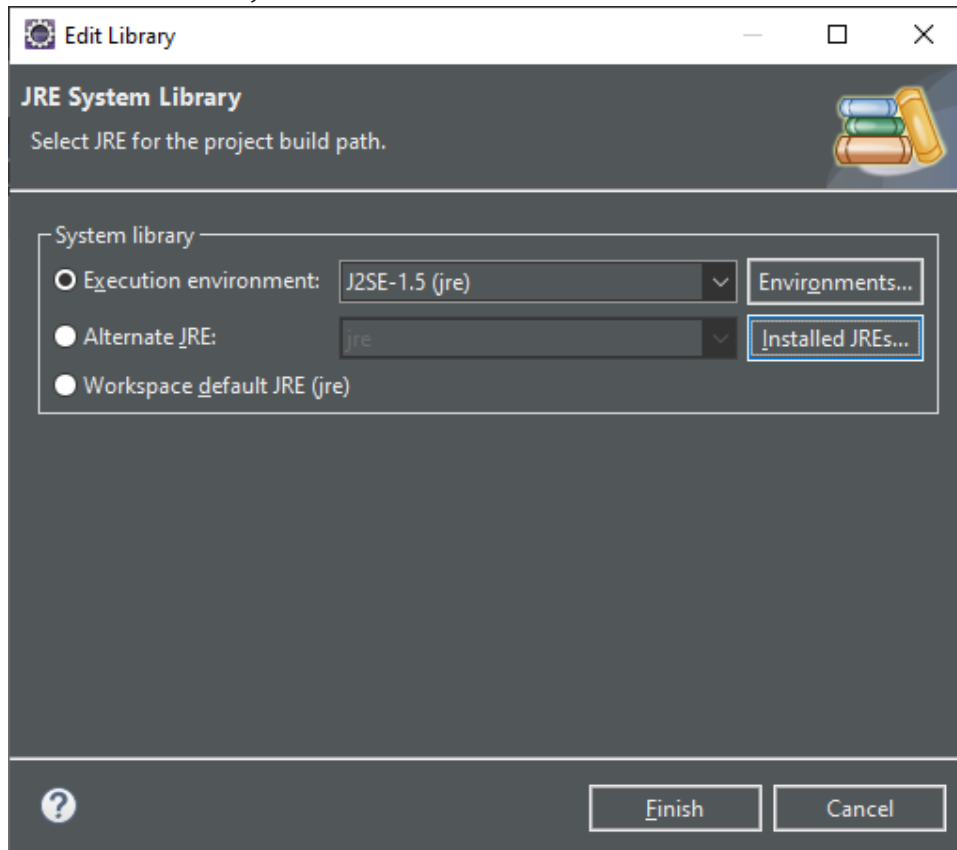 Edit Library
JRE System Library
Select JRE for the project build path.
System library
Execution environment: J2SE-1.5 (jre) Environments...
Alternate JRE: jre Installed JREs...
Workspace default JRE (jre)
? Finish Cancel